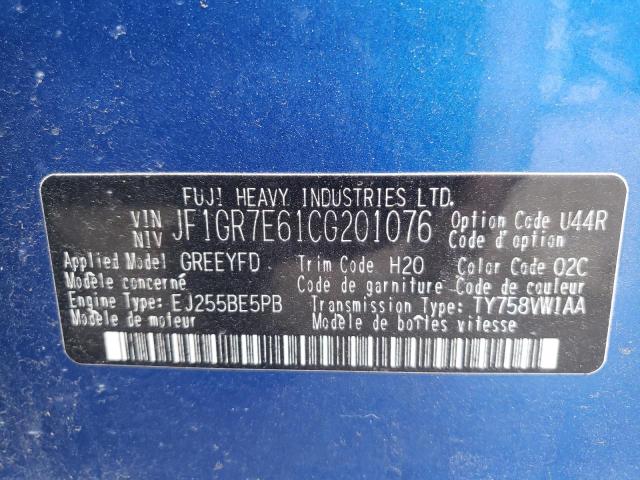 FUJI HEAVY INDUSTRIES LTD.
VIN NIV JF1GR7E61CG201076 Option Code U44R
Code d'option
Applied Model GREEYFD Trim Code H20 Color Code 02C
Modèle concerné Code de garniture Code de couleur
Engine Type: EJ255BE5PB Transmission Type: TY758VW1AA
Modèle de moteur Modèle de boîtes vitesse